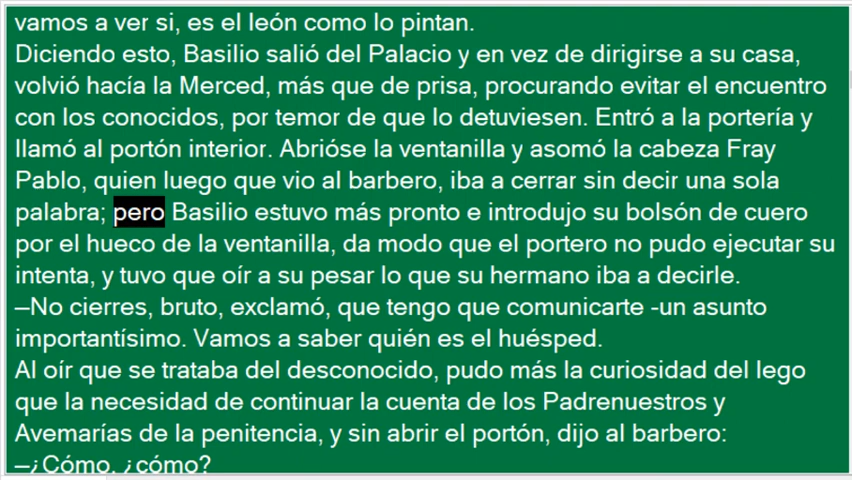 vamos a ver si, es el león como lo pintan.
Diciendo esto, Basilio salió del Palacio y en vez de dirigirse a su casa,
volvió hacía la Merced, más que de prisa, procurando evitar el encuentro
con los conocidos, por temor de que lo detuviesen. Entró a la portería y
llamó al portón interior. Abrióse la ventanilla y asomó la cabeza Fray
Pablo, quien luego que vio al barbero, iba a cerrar sin decir una sola
palabra; pero Basilio estuvo más pronto e introdujo su bolsón de cuero
por el hueco de la ventanilla, da modo que el portero no pudo ejecutar su
intenta, y tuvo que oír a su pesar lo que su hermano iba a decirle.
—No cierres, bruto, exclamó, que tengo que comunicarte -un asunto
importantísimo. Vamos a saber quién es el huésped.
Al oír que se trataba del desconocido, pudo más la curiosidad del lego
que la necesidad de continuar la cuenta de los Padrenuestros y
Avemarías de la penitencia, y sin abrir el portón, dijo al barbero:
—¿Cómo, ¿cómo?